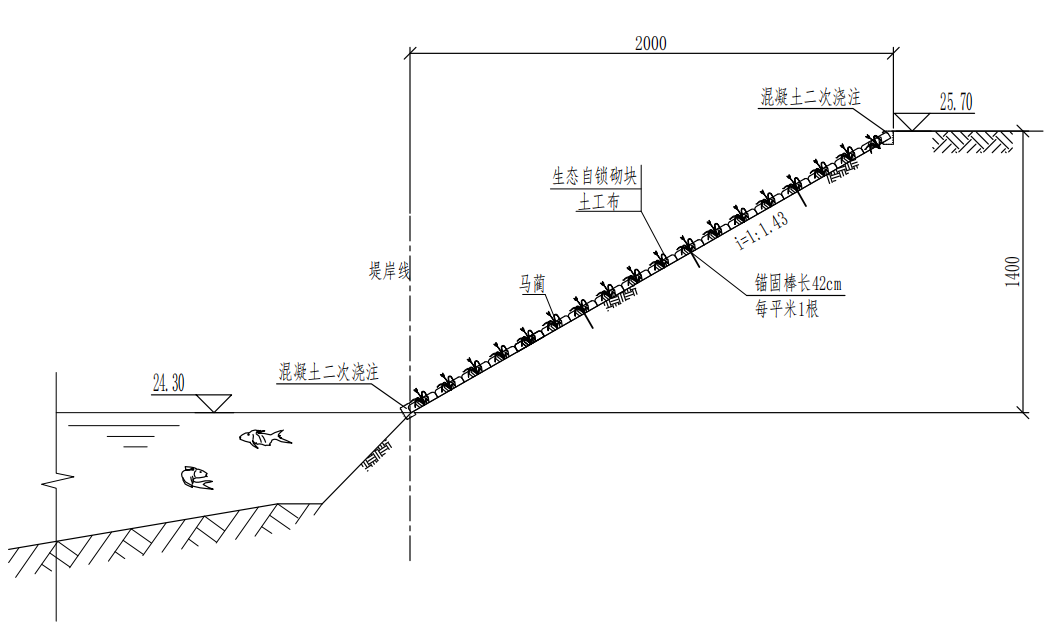 2000
混凝土二次浇注
25.70
生态自锁砌块
土工布
i=1:1.43
堤岸线
马蔺
锚固棒长42cm
每平米1根
1400
混凝土二次浇注
24.30